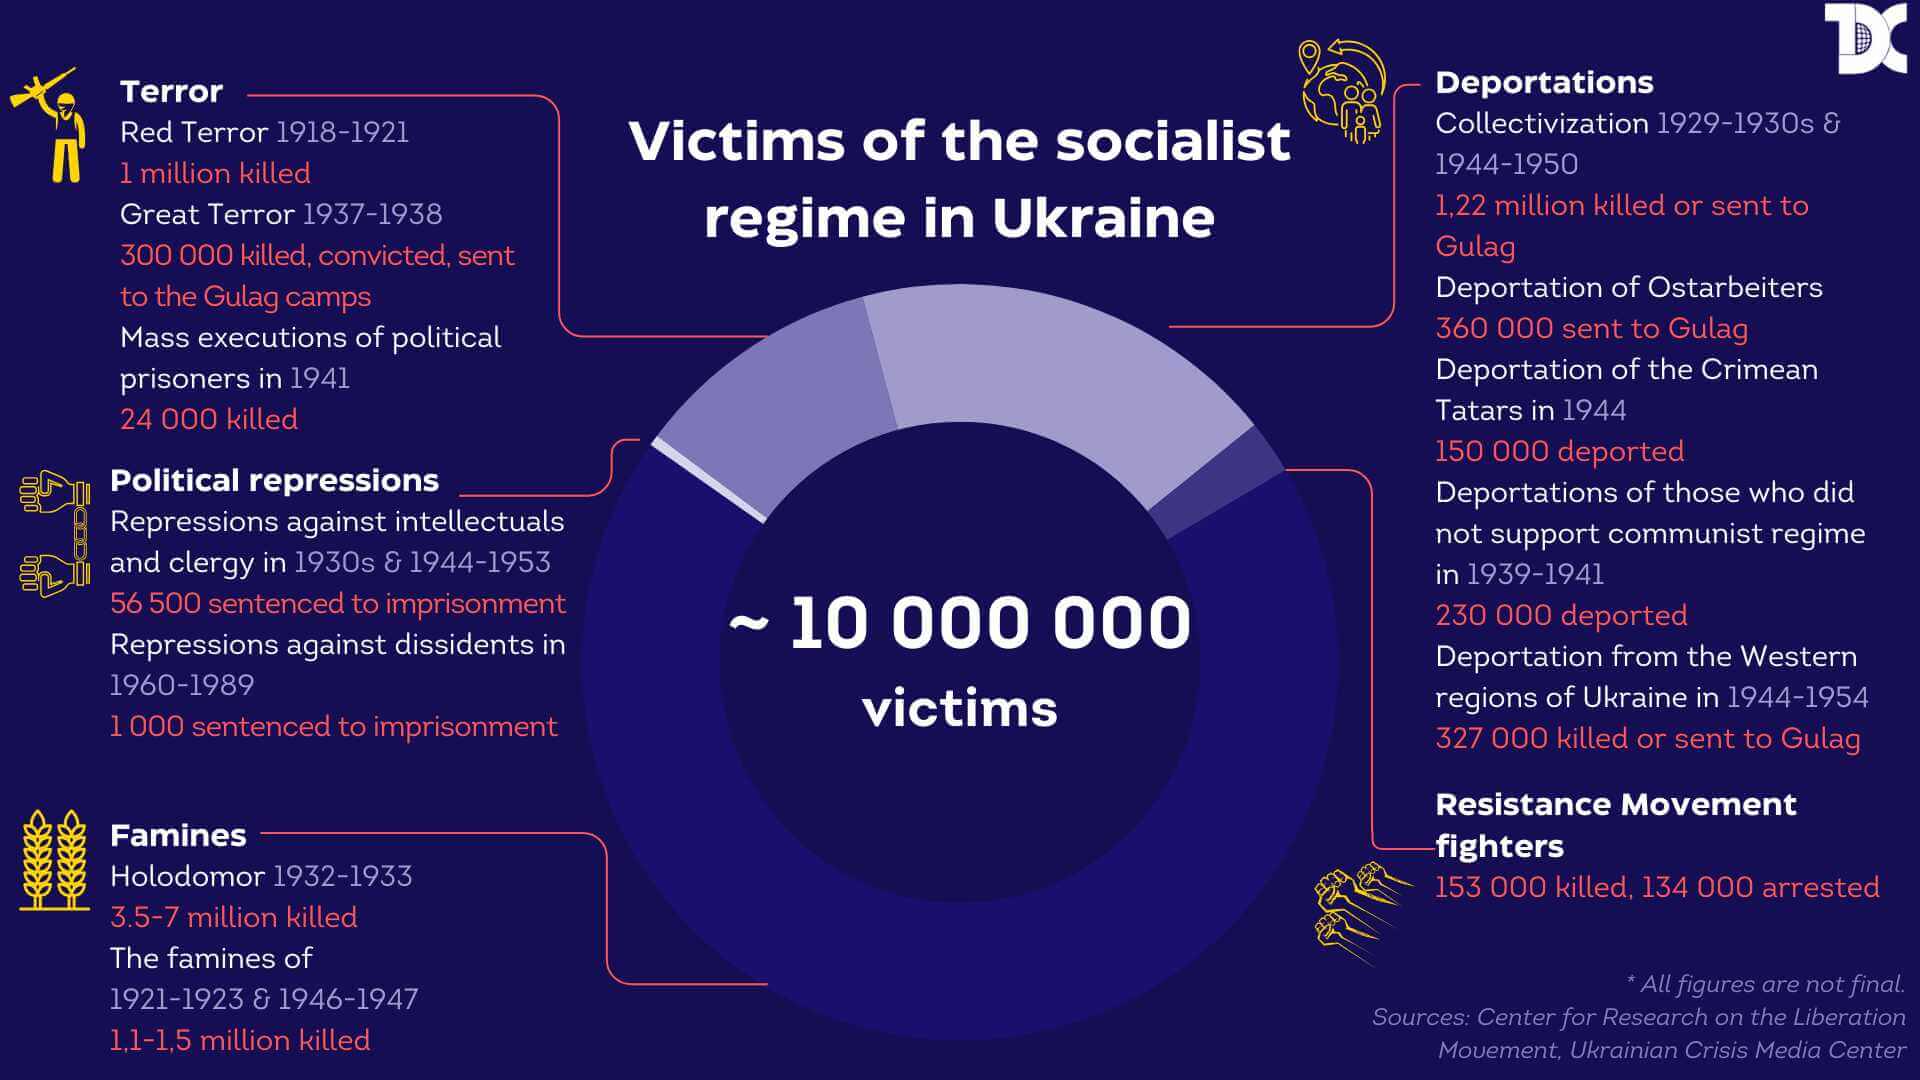 Victims of the socialist
regime in Ukraine
~ 10 000 000
victims
Terror
Red Terror 1918-1921
1 million killed
Great Terror 1937-1938
300 000 killed, convicted, sent
to the Gulag camps
Mass executions of political
prisoners in 1941
24 000 killed
Political repressions
Repressions against intellectuals
and clergy in 1930s & 1944-1953
56 500 sentenced to imprisonment
Repressions against dissidents in
1960-1989
1 000 sentenced to imprisonment
Famines
Holodomor 1932-1933
3.5-7 million killed
The famines of
1921-1923 & 1946-1947
1,1-1,5 million killed
Deportations
Collectivization 1929-1930s &
1944-1950
1,22 million killed or sent to
Gulag
Deportation of Ostarbeiters
360 000 sent to Gulag
Deportation of the Crimean
Tatars in 1944
150 000 deported
Deportations of those who did
not support communist regime
in 1939-1941
230 000 deported
Deportation from the Western
regions of Ukraine in 1944-1954
327 000 killed or sent to Gulag
Resistance Movement
fighters
153 000 killed, 134 000 arrested
* All figures are not final.
Sources: Center for Research on the Liberation
Movement, Ukrainian Crisis Media Center
TDC